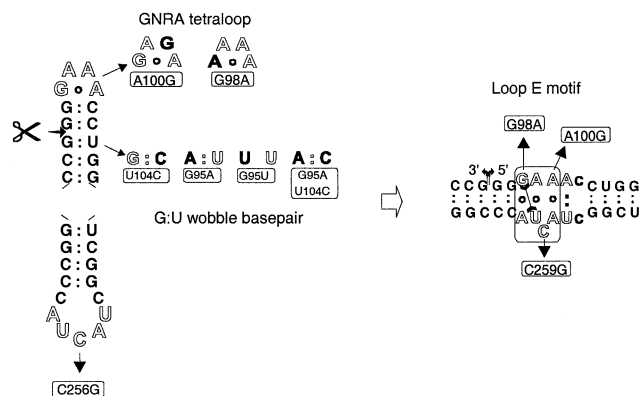 GNRA tetraloop
A G
G o A
A100G
A A
A o A
G98A
A A A
G o A
G : C
G : C
G : U
C : G
C : G
G : C
A : U
U U
A : C
U104C
G95A
G95U
G95A
U104C
G:U wobble basepair
G : U
G : C
C : G
C : G
C C
A U
U C A
C256G
Loop E motif
G98A
A100G
3' 5'
C C G G G G A A A C C U G G
G G C C C A U A U C G G C U
C
C259G